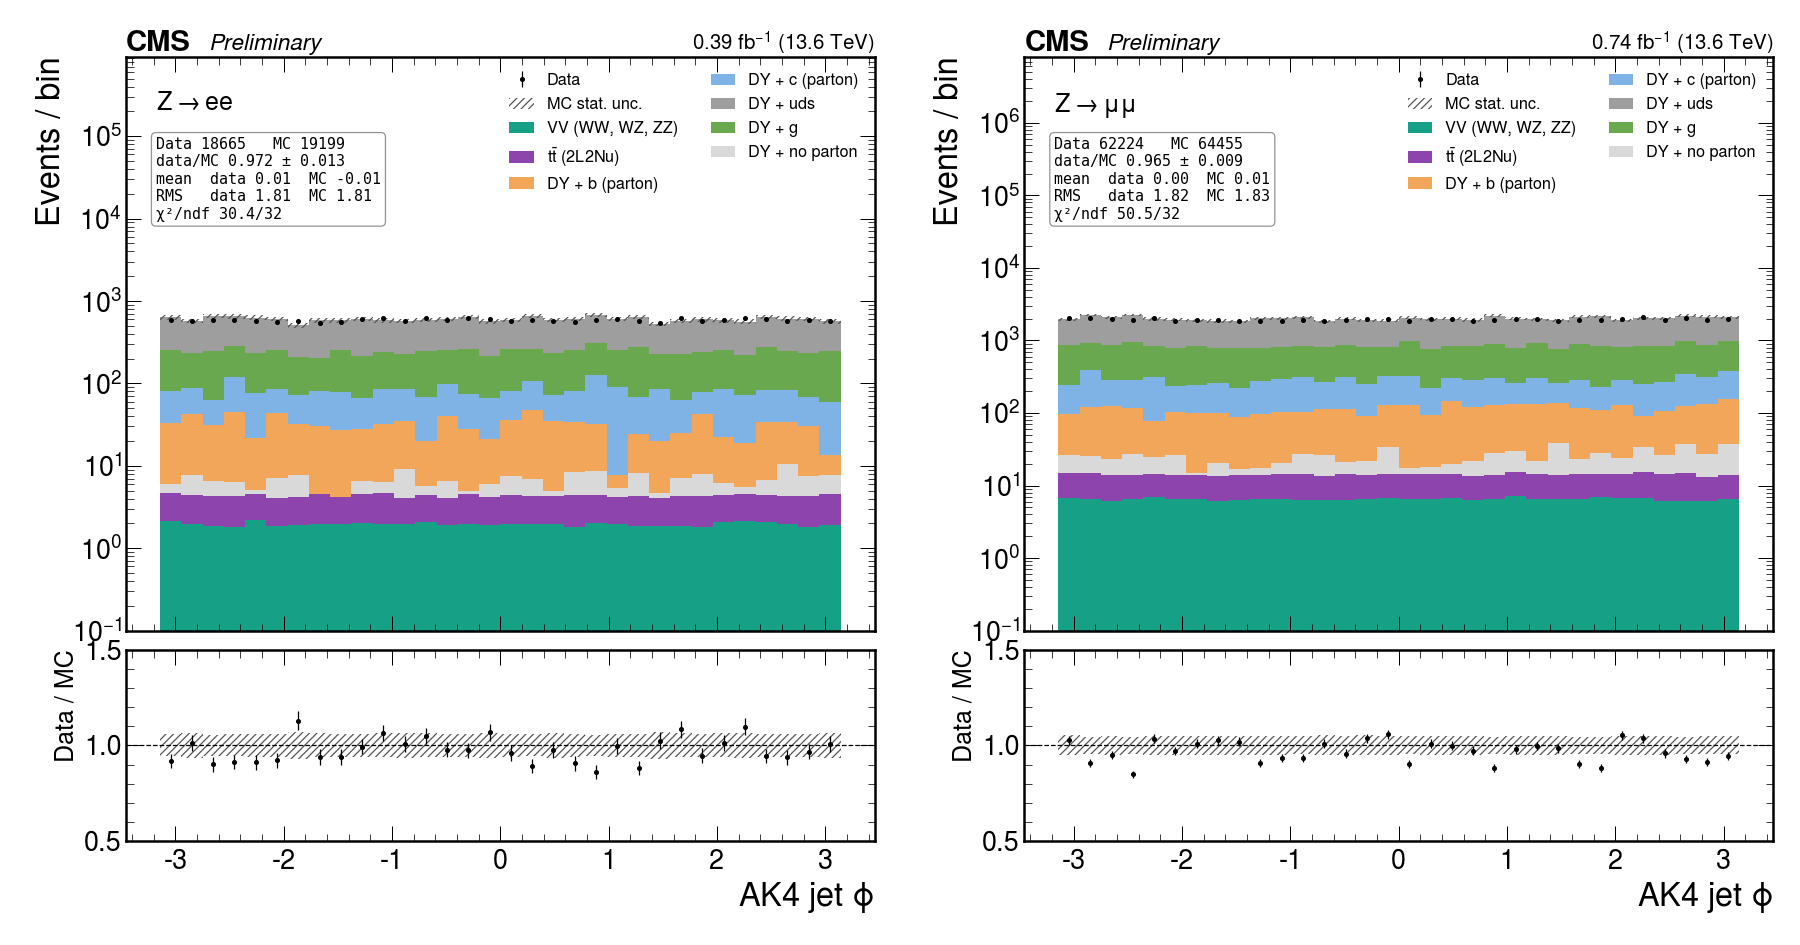 CMS Preliminary 0.39 fb⁻¹ (13.6 TeV)
Events / bin
Z → ee
Data 18665 MC 19199
data/MC 0.972 ± 0.013
mean data 0.01 MC -0.01
RMS data 1.81 MC 1.81
χ²/ndf 30.4/32
Data
MC stat. unc.
VV (WW, WZ, ZZ)
tt̄ (2L2Nu)
DY + b (parton)
DY + c (parton)
DY + uds
DY + g
DY + no parton
10⁵
10⁴
10³
10²
10¹
10⁰
10⁻¹
Data / MC
1.5
1.0
0.5
-3 -2 -1 0 1 2 3
AK4 jet ϕ
CMS Preliminary 0.74 fb⁻¹ (13.6 TeV)
Events / bin
Z → μμ
Data 62224 MC 64455
data/MC 0.965 ± 0.009
mean data 0.00 MC 0.01
RMS data 1.82 MC 1.83
χ²/ndf 50.5/32
Data
MC stat. unc.
VV (WW, WZ, ZZ)
tt̄ (2L2Nu)
DY + b (parton)
DY + c (parton)
DY + uds
DY + g
DY + no parton
10⁶
10⁵
10⁴
10³
10²
10¹
10⁰
10⁻¹
Data / MC
1.5
1.0
0.5
-3 -2 -1 0 1 2 3
AK4 jet ϕ